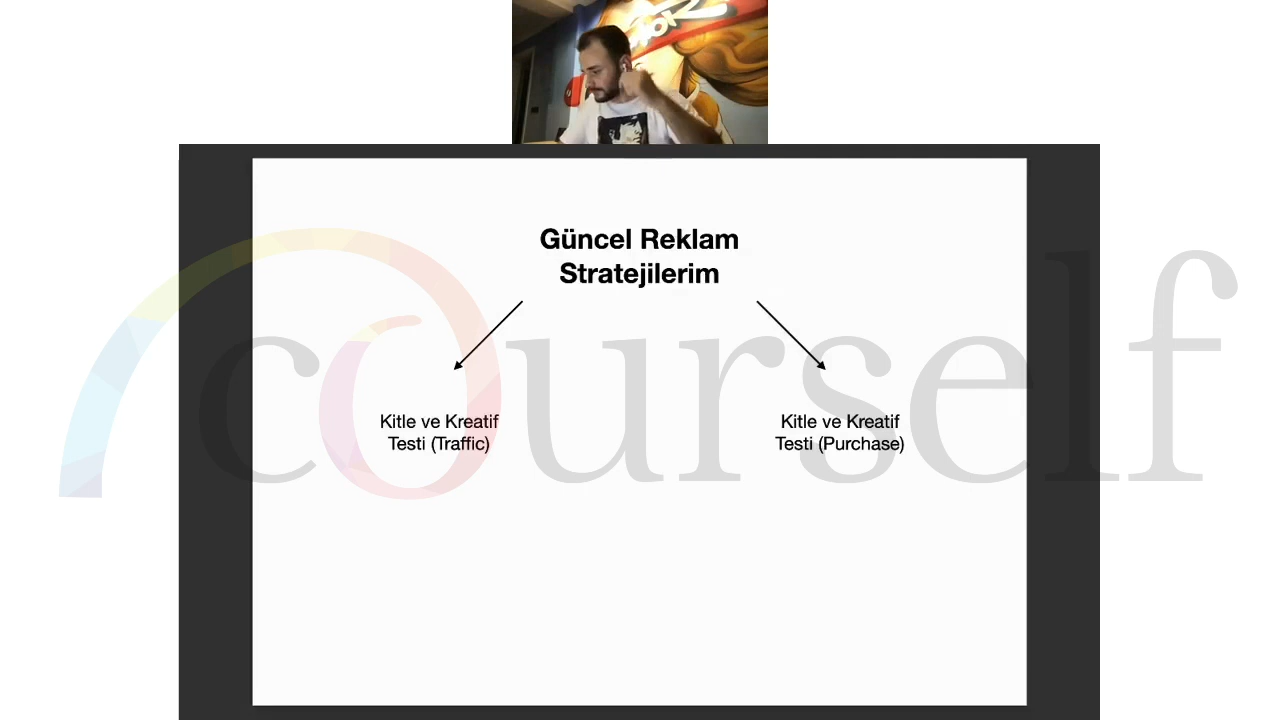 Güncel Reklam
Stratejilerim
Kitle ve Kreatif
Testi (Traffic)
Kitle ve Kreatif
Testi (Purchase)
courself